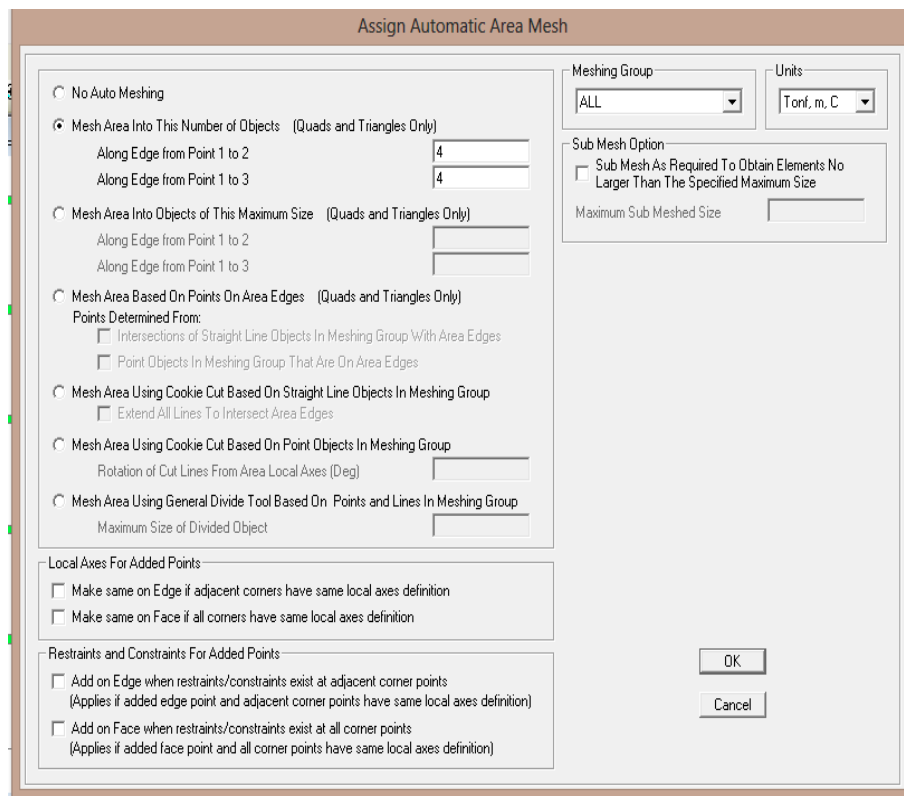 Assign Automatic Area Mesh
No Auto Meshing
Mesh Area Into This Number of Objects (Quads and Triangles Only)
Along Edge from Point 1 to 2
4
Along Edge from Point 1 to 3
4
Mesh Area Into Objects of This Maximum Size (Quads and Triangles Only)
Along Edge from Point 1 to 2
Along Edge from Point 1 to 3
Mesh Area Based On Points On Area Edges (Quads and Triangles Only)
Points Determined From:
Intersections of Straight Line Objects In Meshing Group With Area Edges
Point Objects In Meshing Group That Are On Area Edges
Mesh Area Using Cookie Cut Based On Straight Line Objects In Meshing Group
Extend All Lines To Intersect Area Edges
Mesh Area Using Cookie Cut Based On Point Objects In Meshing Group
Rotation of Cut Lines From Area Local Axes (Deg)
Mesh Area Using General Divide Tool Based On Points and Lines In Meshing Group
Maximum Size of Divided Object
Local Axes For Added Points
Make same on Edge if adjacent corners have same local axes definition
Make same on Face if all corners have same local axes definition
Restraints and Constraints For Added Points
Add on Edge when restraints/constraints exist at adjacent corner points
(Applies if added edge point and adjacent corner points have same local axes definition)
Add on Face when restraints/constraints exist at all corner points
(Applies if added face point and all corner points have same local axes definition)
Meshing Group
ALL
Units
Tonf, m, C
Sub Mesh Option
Sub Mesh As Required To Obtain Elements No
Larger Than The Specified Maximum Size
Maximum Sub Meshed Size
OK
Cancel